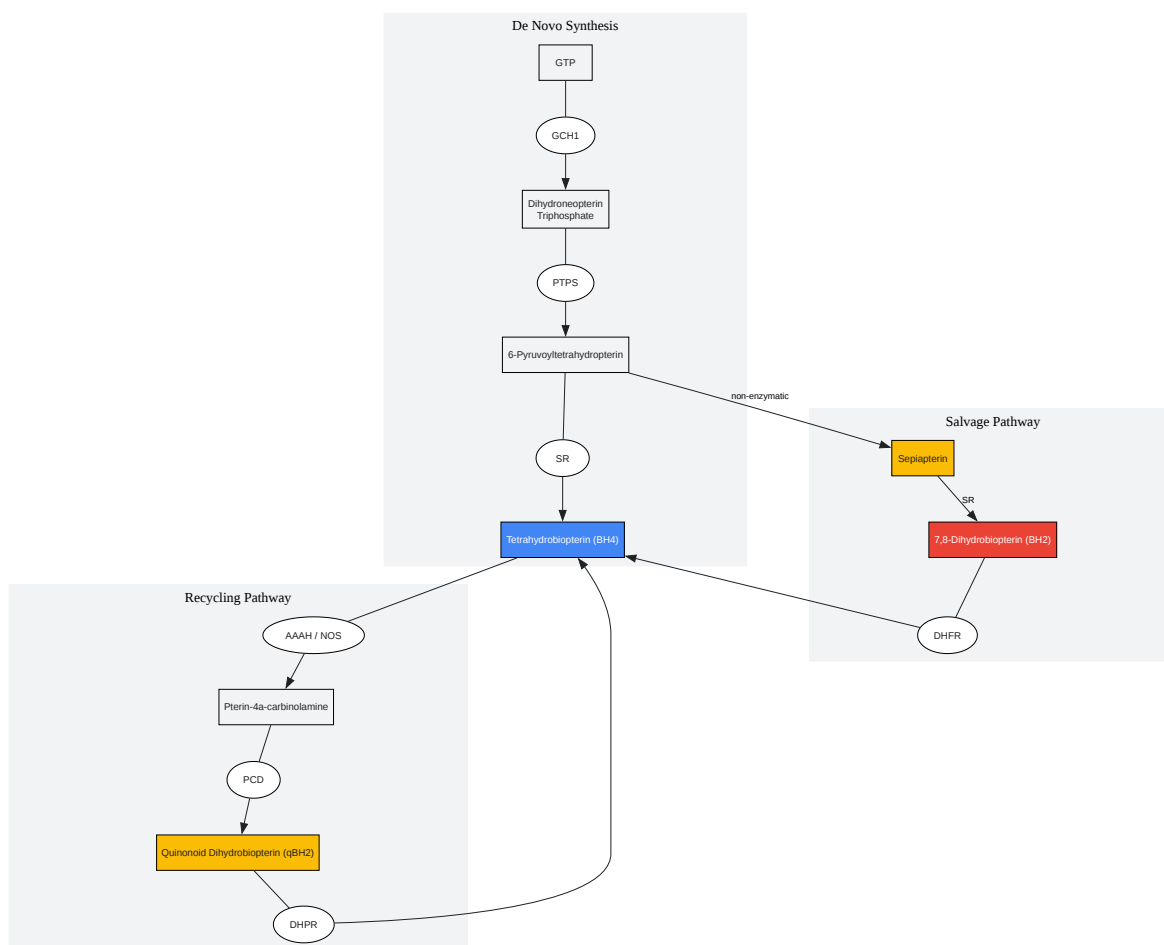 De Novo Synthesis
GTP
GCH1
Dihydroneopterin
Triphosphate
PTPS
6-Pyruvoyltetrahydropterin
non-enzymatic
Salvage Pathway
SR
Sepiapterin
SR
Tetrahydrobiopterin (BH4)
7,8-Dihydrobiopterin (BH2)
Recycling Pathway
AAAH / NOS
DHFR
Pterin-4a-carbinolamine
PCD
Quinonoid Dihydrobiopterin (qBH2)
DHPR